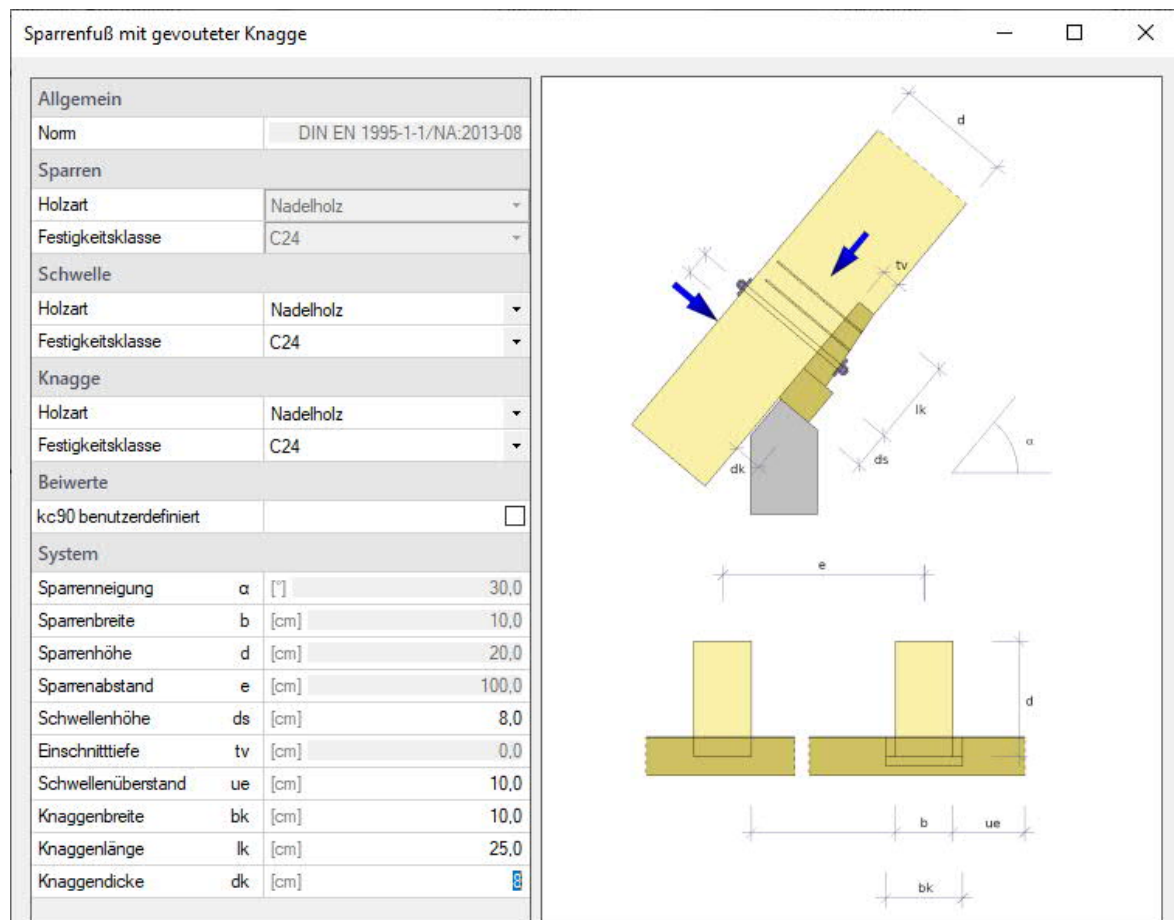 Sparrenfuß mit gevouteter Knagge
Allgemein
Norm DIN EN 1995-1-1/NA:2013-08
Sparren
Holzart Nadelholz
Festigkeitsklasse C24
Schwelle
Holzart Nadelholz
Festigkeitsklasse C24
Knagge
Holzart Nadelholz
Festigkeitsklasse C24
Beiwerte
kc90 benutzerdefiniert
System
Sparrenneigung α [°] 30,0
Sparrenbreite b [cm] 10,0
Sparrenhöhe d [cm] 20,0
Sparrenabstand e [cm] 100,0
Schwellenhöhe ds [cm] 8,0
Einschnitttiefe tv [cm] 0,0
Schwellenüberstand ue [cm] 10,0
Knaggenbreite bk [cm] 10,0
Knaggenlänge lk [cm] 25,0
Knaggendicke dk [cm] 8
d
tv
lk
α
ds
dk
e
d
b ue
bk